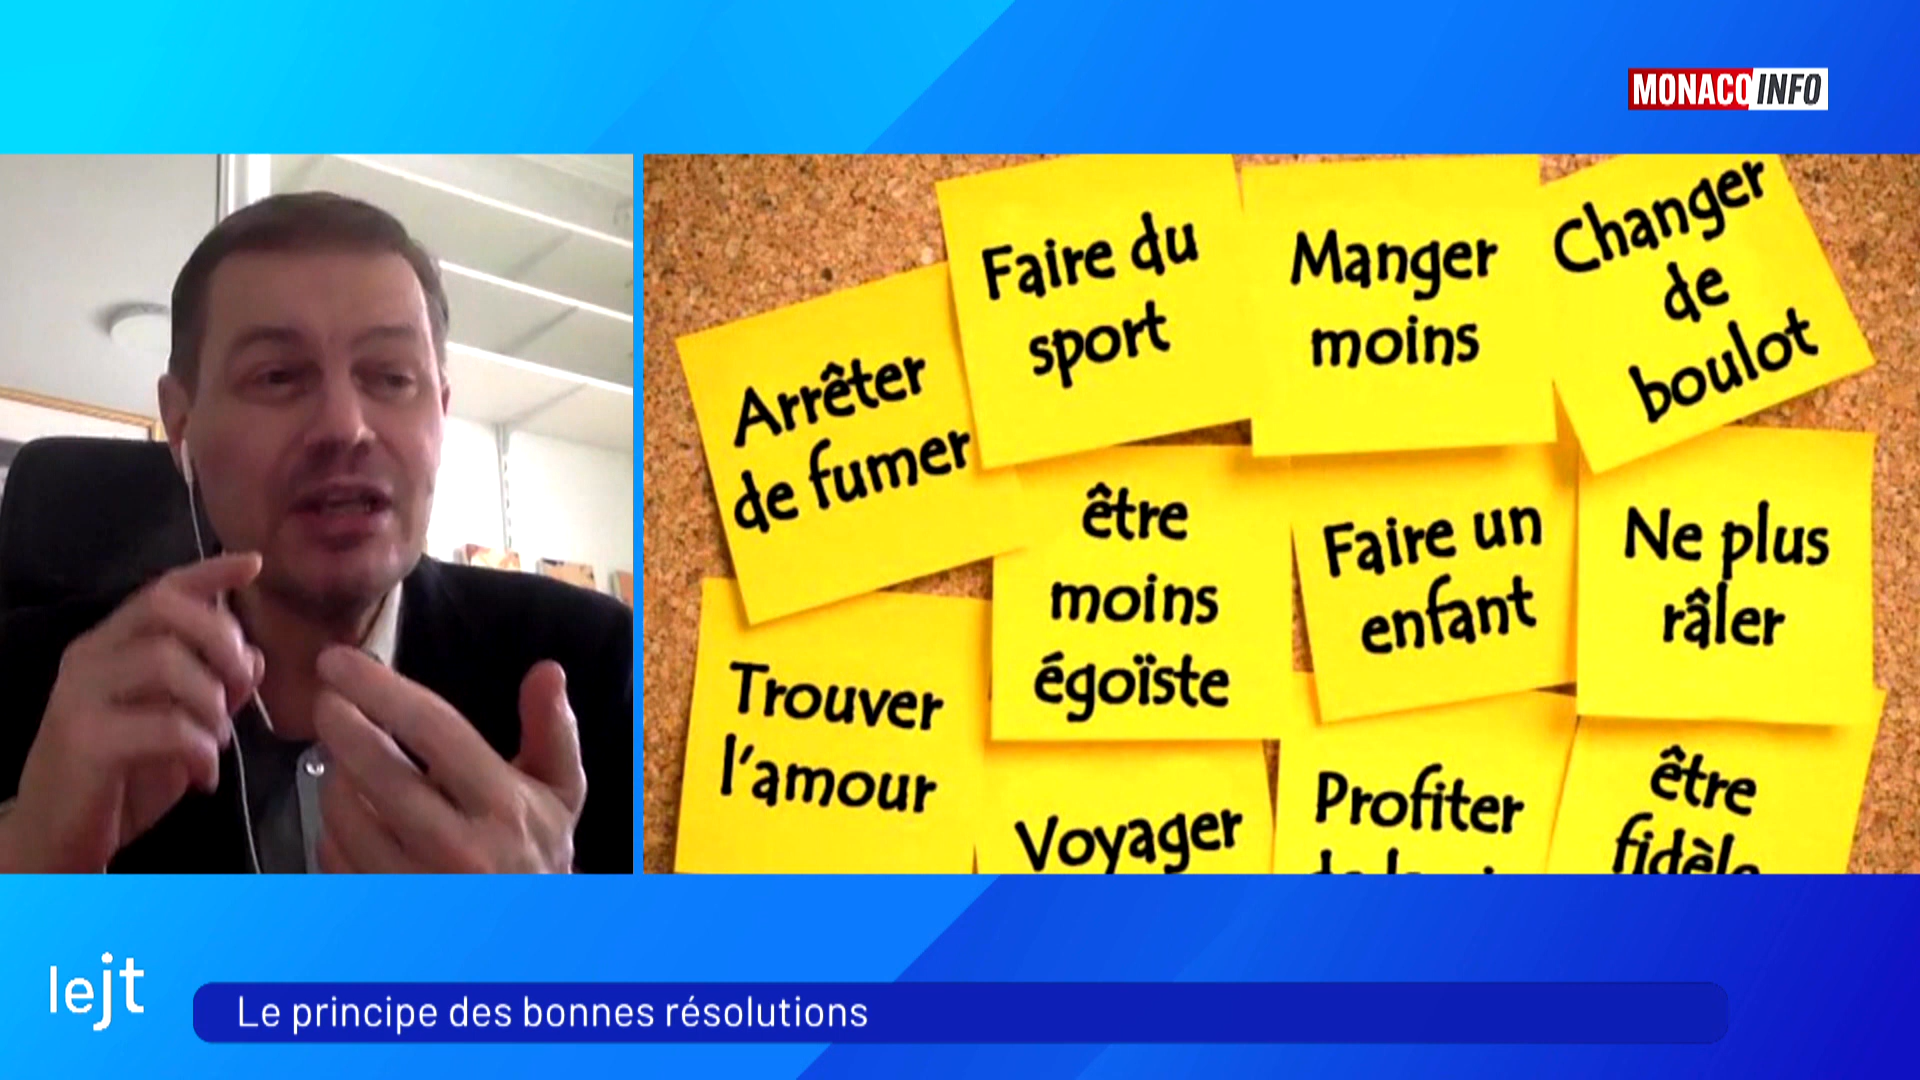 MONACO INFO
Faire du
sport
Manger
moins
Changer
de
boulot
Arrêter
de fumer
être
moins
égoïste
Faire un
enfant
Ne plus
râler
Trouver
l'amour
Voyager
Profiter
être
fidèle
lejt
Le principe des bonnes résolutions